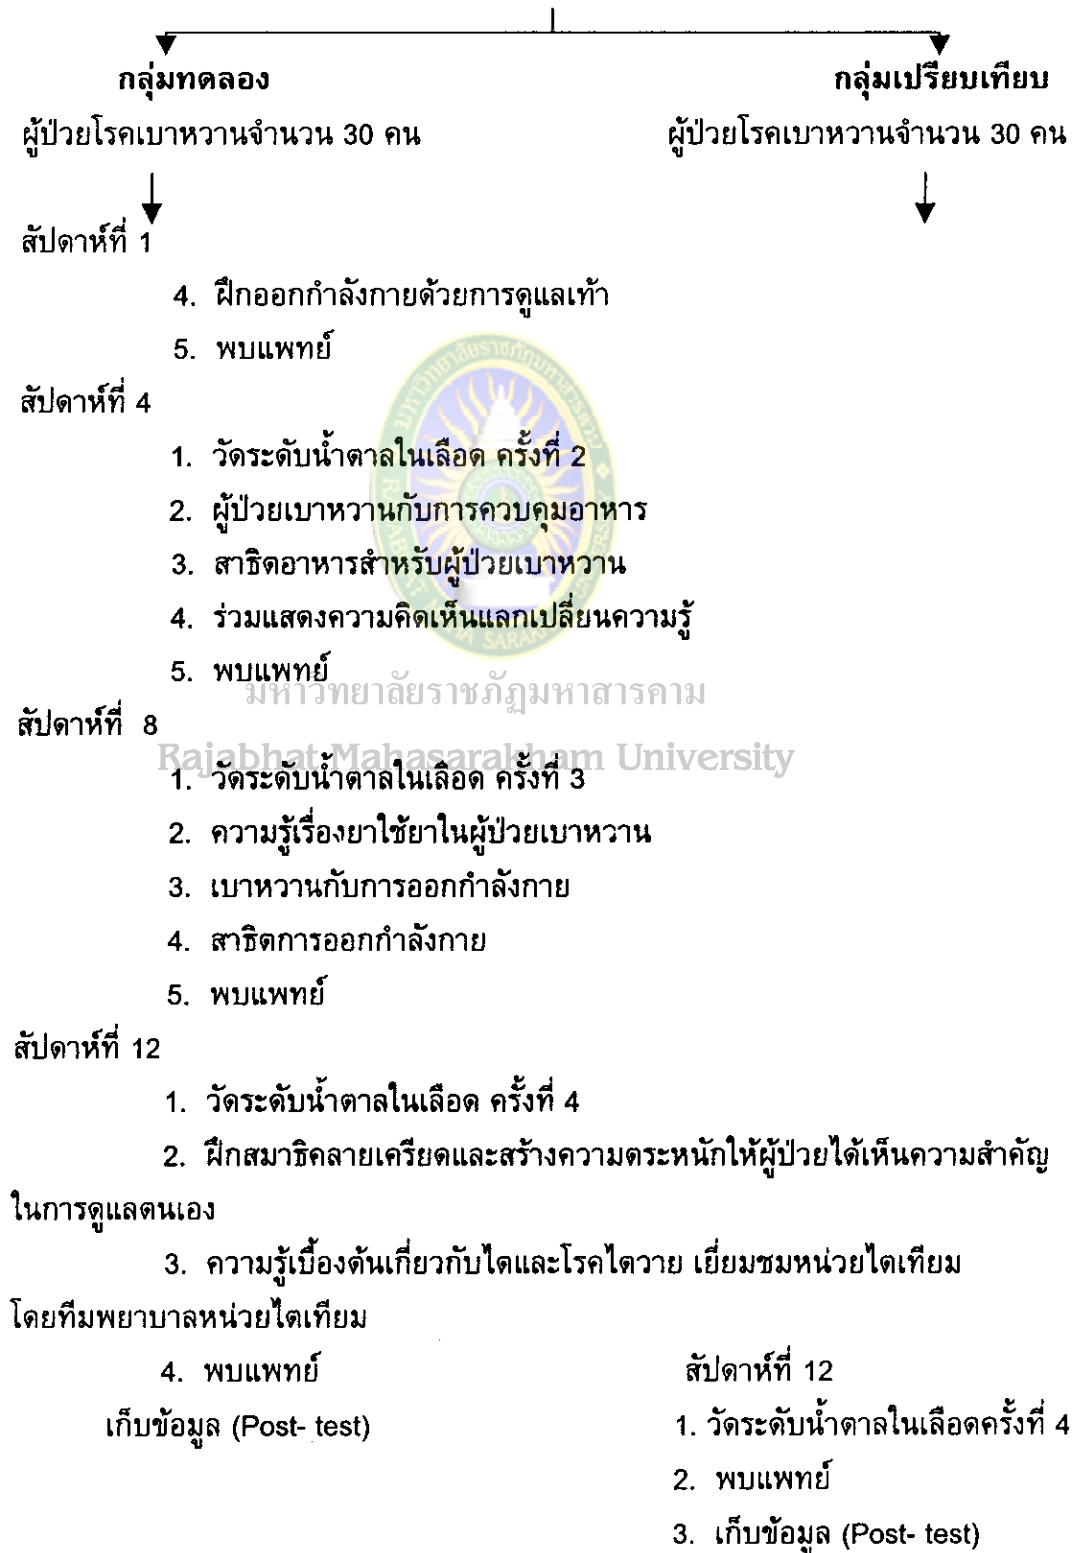 กลุ่มทดลอง กลุ่มเปรียบเทียบ
ผู้ป่วยโรคเบาหวานจำนวน 30 คน ผู้ป่วยโรคเบาหวานจำนวน 30 คน
สัปดาห์ที่ 1
4. ฝึกออกกำลังกายด้วยการดูแลเท้า
5. พบแพทย์
สัปดาห์ที่ 4
1. วัดระดับน้ำตาลในเลือด ครั้งที่ 2
2. ผู้ป่วยเบาหวานกับการควบคุมอาหาร
3. สาธิตอาหารสำหรับผู้ป่วยเบาหวาน
4. ร่วมแสดงความคิดเห็นแลกเปลี่ยนความรู้
5. พบแพทย์
มหาวิทยาลัยราชภัฏมหาสารคาม
สัปดาห์ที่ 8
Rajabhat Mahasarakham University
1. วัดระดับน้ำตาลในเลือด ครั้งที่ 3
2. ความรู้เรื่องยาใช้ยาในผู้ป่วยเบาหวาน
3. เบาหวานกับการออกกำลังกาย
4. สาธิตการออกกำลังกาย
5. พบแพทย์
สัปดาห์ที่ 12
1. วัดระดับน้ำตาลในเลือด ครั้งที่ 4
2. ฝึกสมาธิคลายเครียดและสร้างความตระหนักให้ผู้ป่วยได้เห็นความสำคัญ
ในการดูแลตนเอง
3. ความรู้เบื้องต้นเกี่ยวกับไตและโรคไตวาย เยี่ยมชมหน่วยไตเทียม
โดยทีมพยาบาลหน่วยไตเทียม
4. พบแพทย์ สัปดาห์ที่ 12
เก็บข้อมูล (Post- test) 1. วัดระดับน้ำตาลในเลือดครั้งที่ 4
2. พบแพทย์
3. เก็บข้อมูล (Post- test)